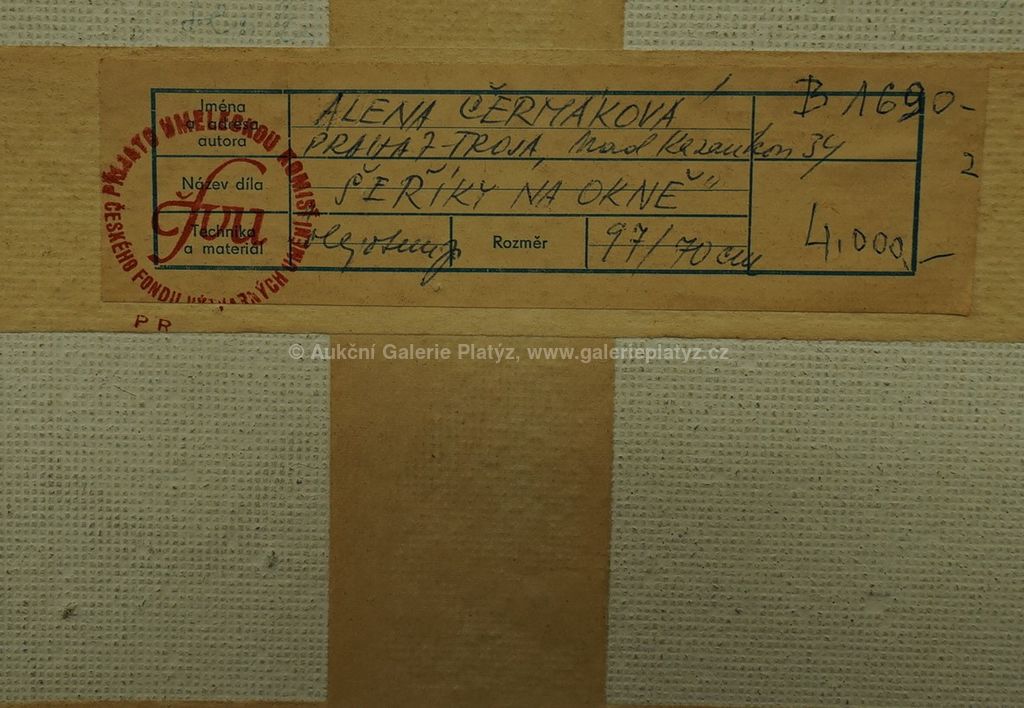 Jména
a adresa
autora
ALENA ČERMÁKOVÁ
PRAHA 7-TROJA, Nad Kazankou 34
B 1690-
2
Název díla
ŠEŘÍKY NA OKNĚ"
Technika
a materiál
Rozměr
97/70 cm
4.000,-
PŘIJATO UMĚLECKOU KOMISÍ
ČESKÉHO FONDU VÝTVARNÝCH UMĚNÍ
čfvu
PR
© Aukční Galerie Platýz, www.galerieplatyz.cz